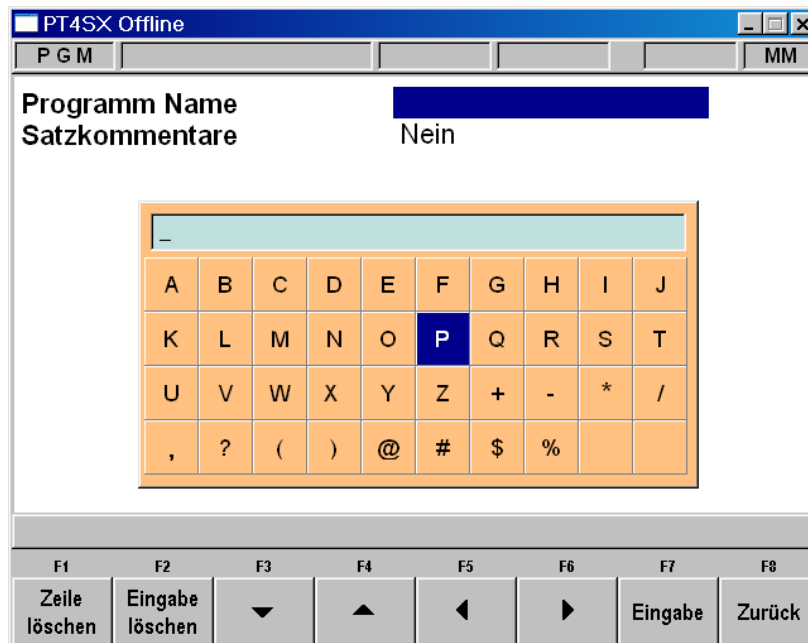 PT4SX Offline
PGM MM
Programm Name
Satzkommentare Nein
_
A B C D E F G H I J
K L M N O P Q R S T
U V W X Y Z + - * /
, ? ( ) @ # $ %
F1 F2 F3 F4 F5 F6 F7 F8
Zeile löschen Eingabe löschen Eingabe Zurück